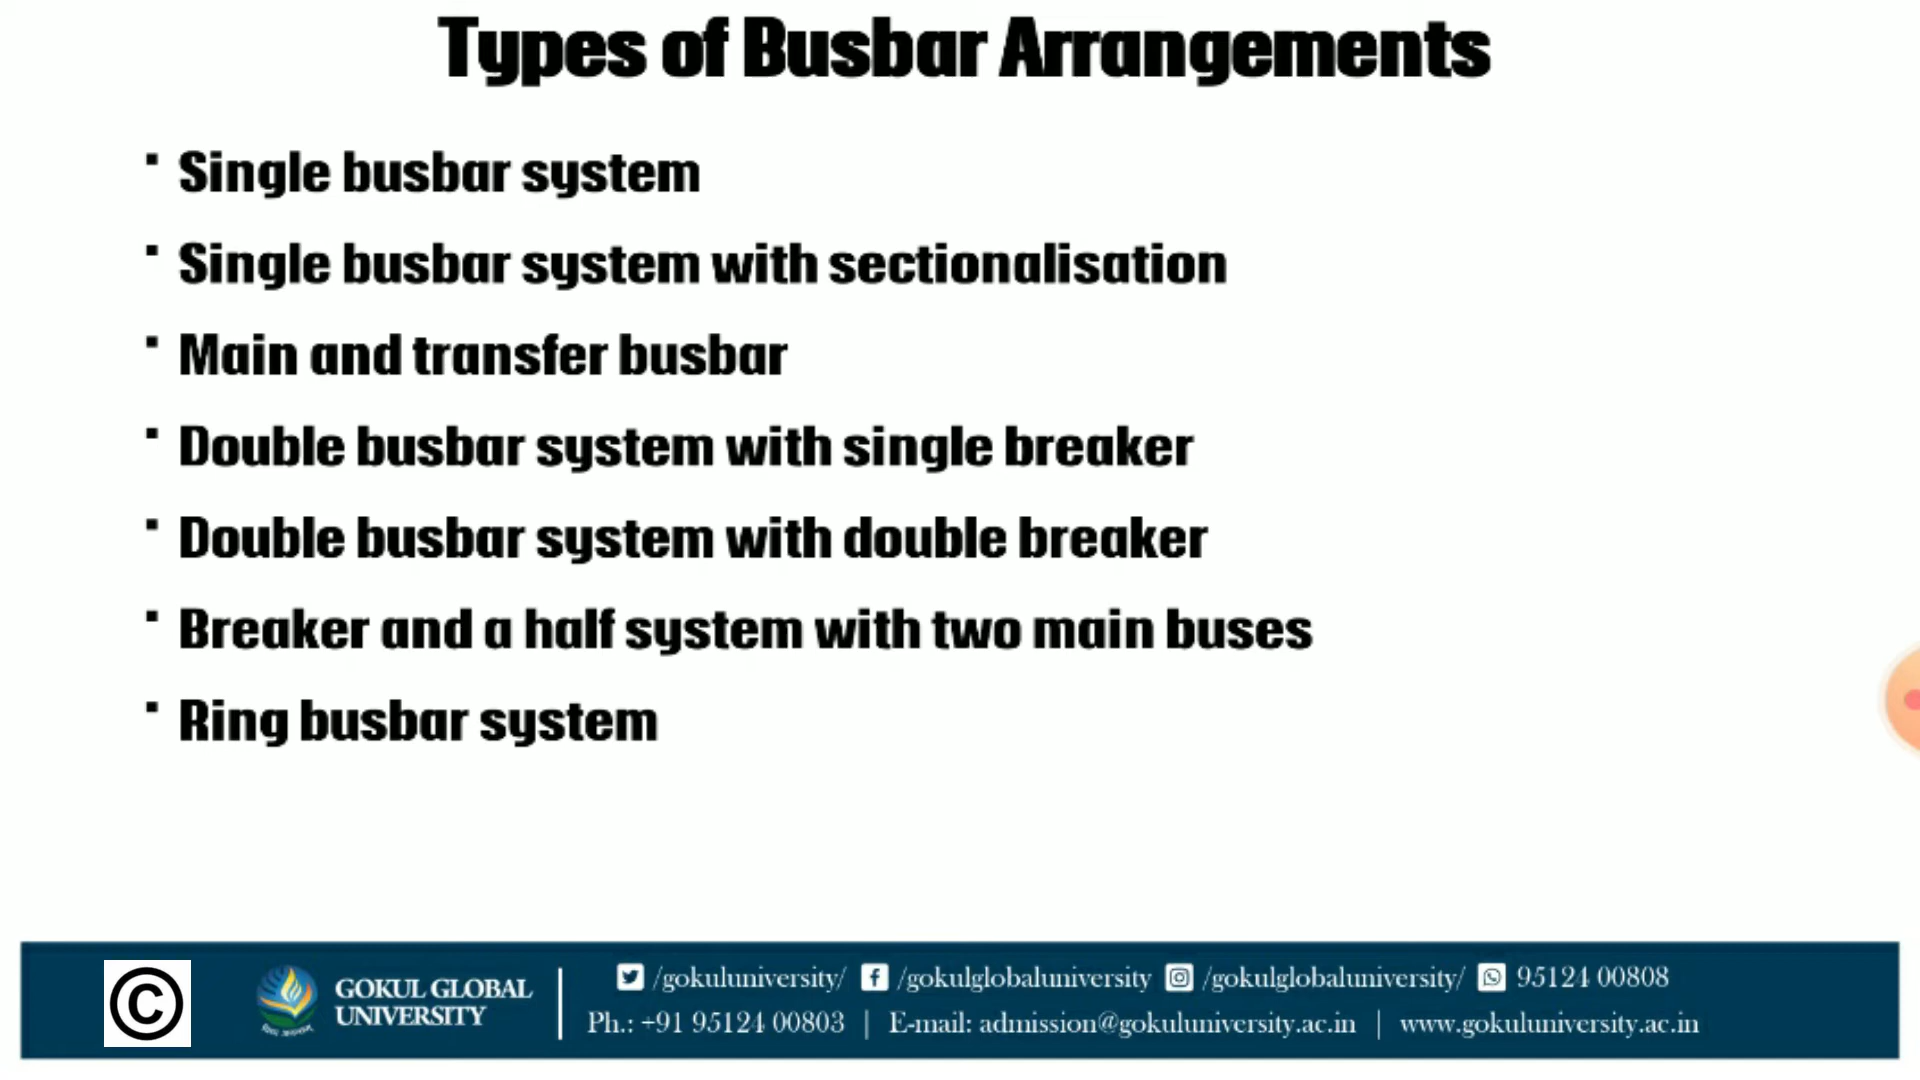 Types of Busbar Arrangements
Single busbar system
Single busbar system with sectionalisation
Main and transfer busbar
Double busbar system with single breaker
Double busbar system with double breaker
Breaker and a half system with two main buses
Ring busbar system
©
GOKUL GLOBAL
UNIVERSITY
/gokuluniversity/ /gokulglobaluniversity /gokulglobaluniversity/ 95124 00808
Ph.: +91 95124 00803 | E-mail: admission@gokuluniversity.ac.in | www.gokuluniversity.ac.in